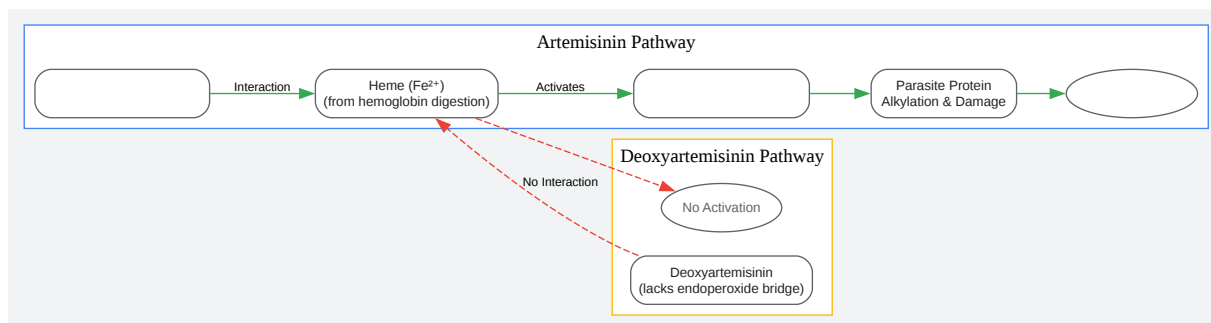 Artemisinin Pathway
Interaction
Heme (Fe²⁺)
(from hemoglobin digestion)
Activates
Parasite Protein
Alkylation & Damage
Deoxyartemisinin Pathway
No Interaction
No Activation
Deoxyartemisinin
(lacks endoperoxide bridge)